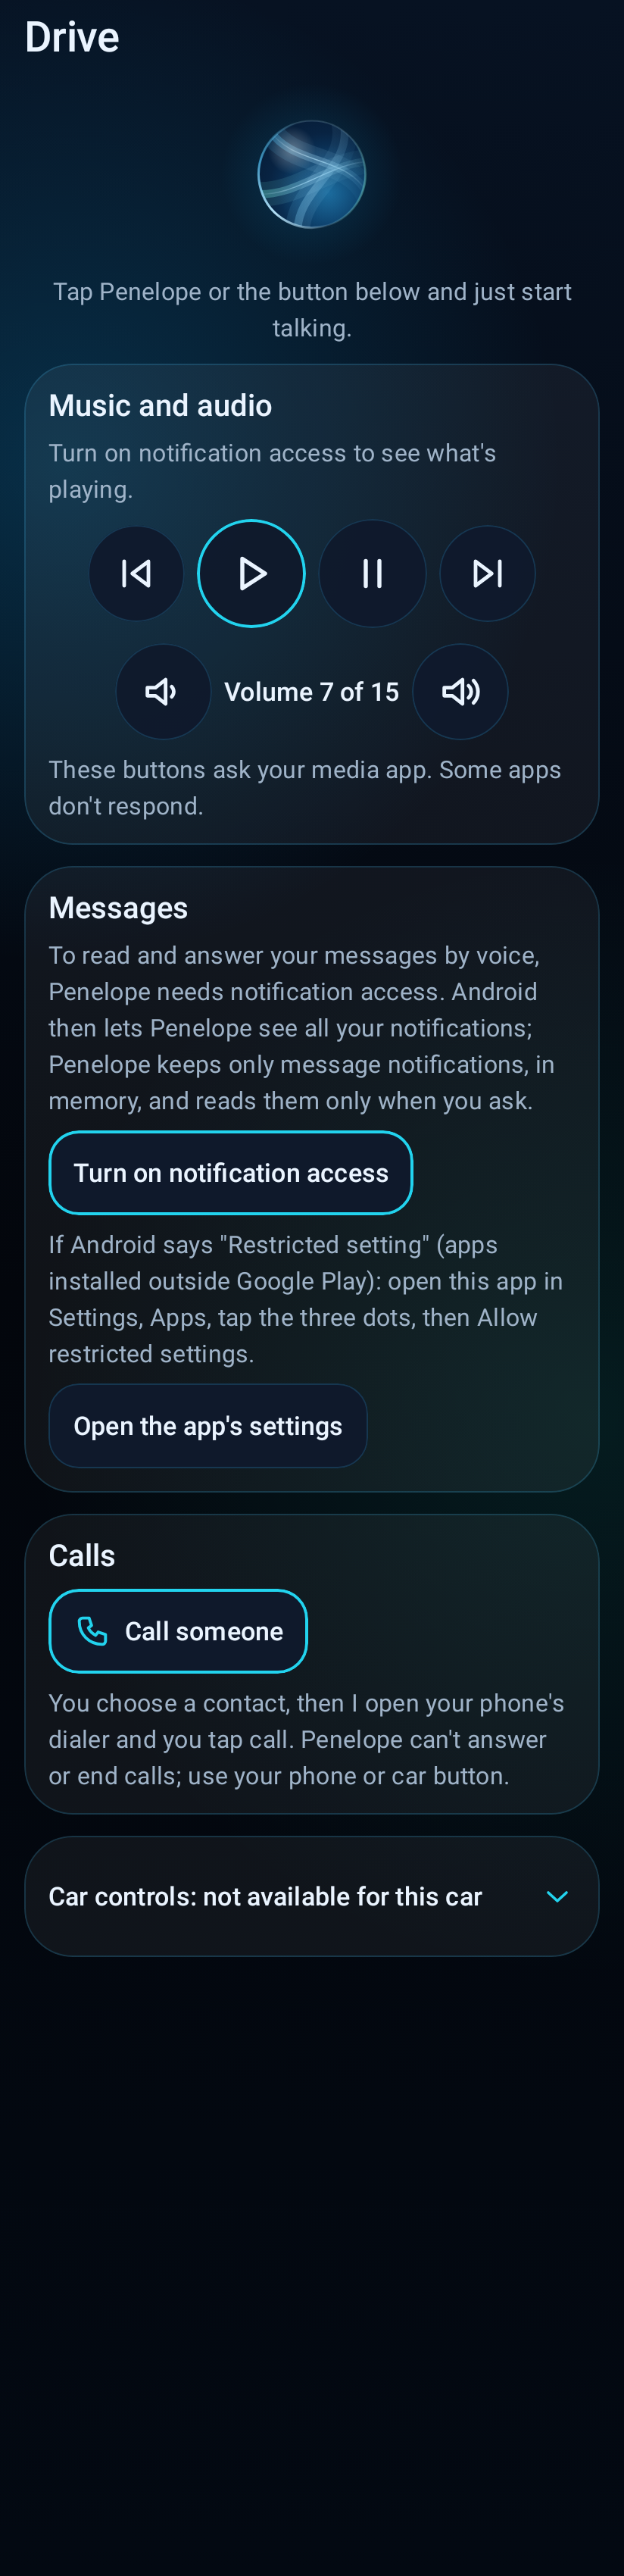 Drive
Tap Penelope or the button below and just start
talking.
Music and audio
Turn on notification access to see what's
playing.
Volume 7 of 15
These buttons ask your media app. Some apps
don't respond.
Messages
To read and answer your messages by voice,
Penelope needs notification access. Android
then lets Penelope see all your notifications;
Penelope keeps only message notifications, in
memory, and reads them only when you ask.
Turn on notification access
If Android says "Restricted setting" (apps
installed outside Google Play): open this app in
Settings, Apps, tap the three dots, then Allow
restricted settings.
Open the app's settings
Calls
Call someone
You choose a contact, then I open your phone's
dialer and you tap call. Penelope can't answer
or end calls; use your phone or car button.
Car controls: not available for this car